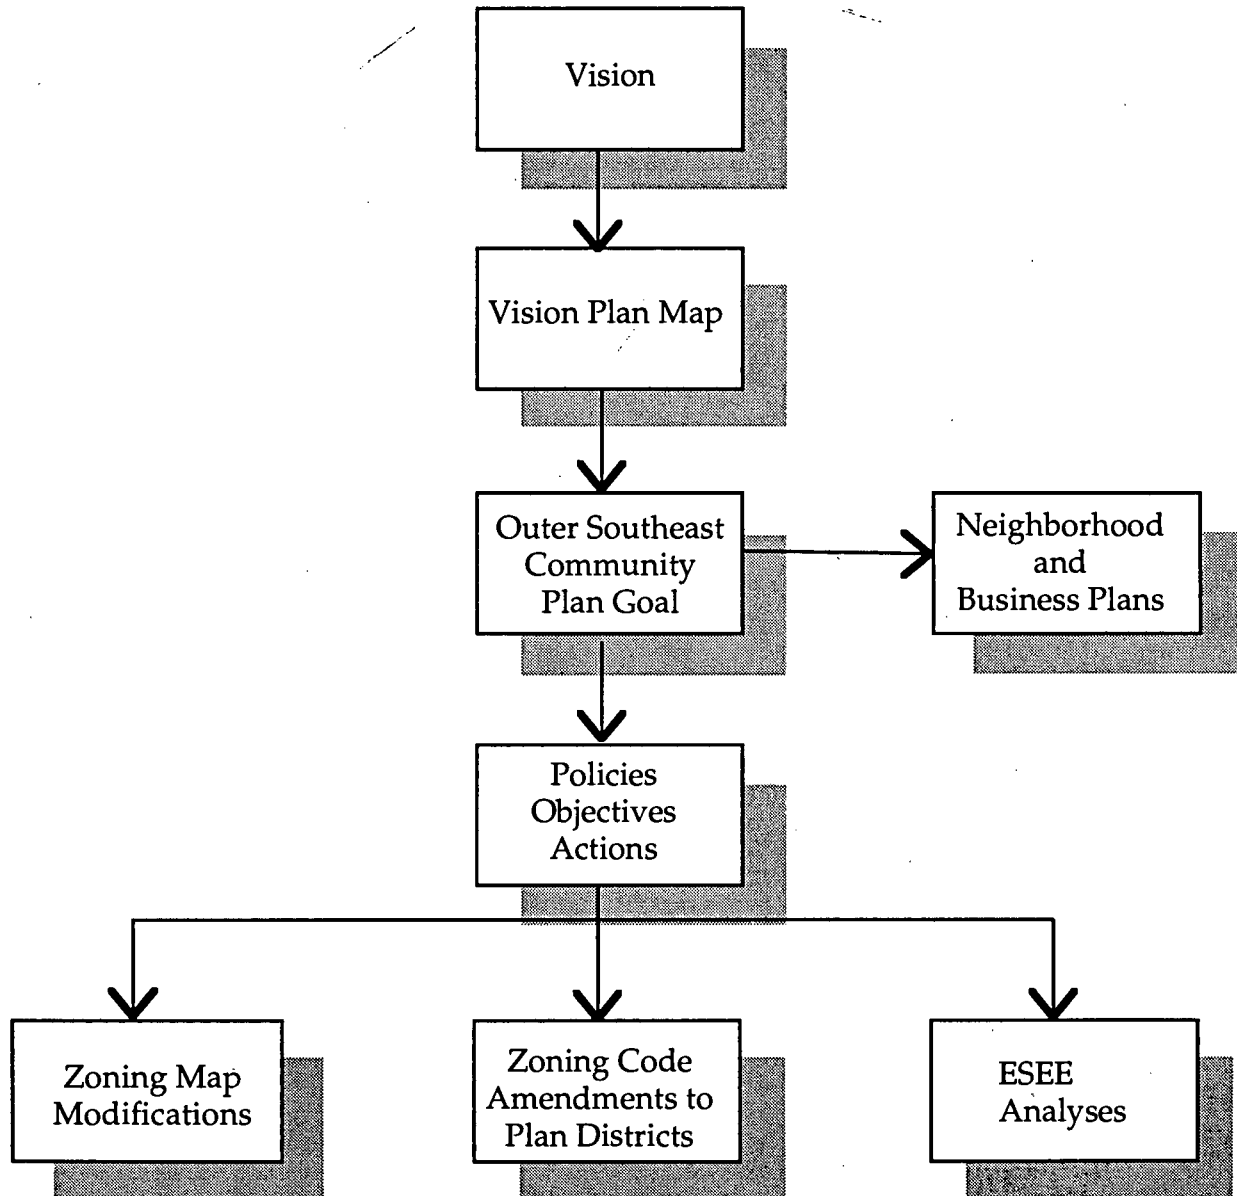 Vision
Vision Plan Map
Outer Southeast
Community
Plan Goal
Neighborhood
and
Business Plans
Policies
Objectives
Actions
Zoning Map
Modifications
Zoning Code
Amendments to
Plan Districts
ESEE
Analyses